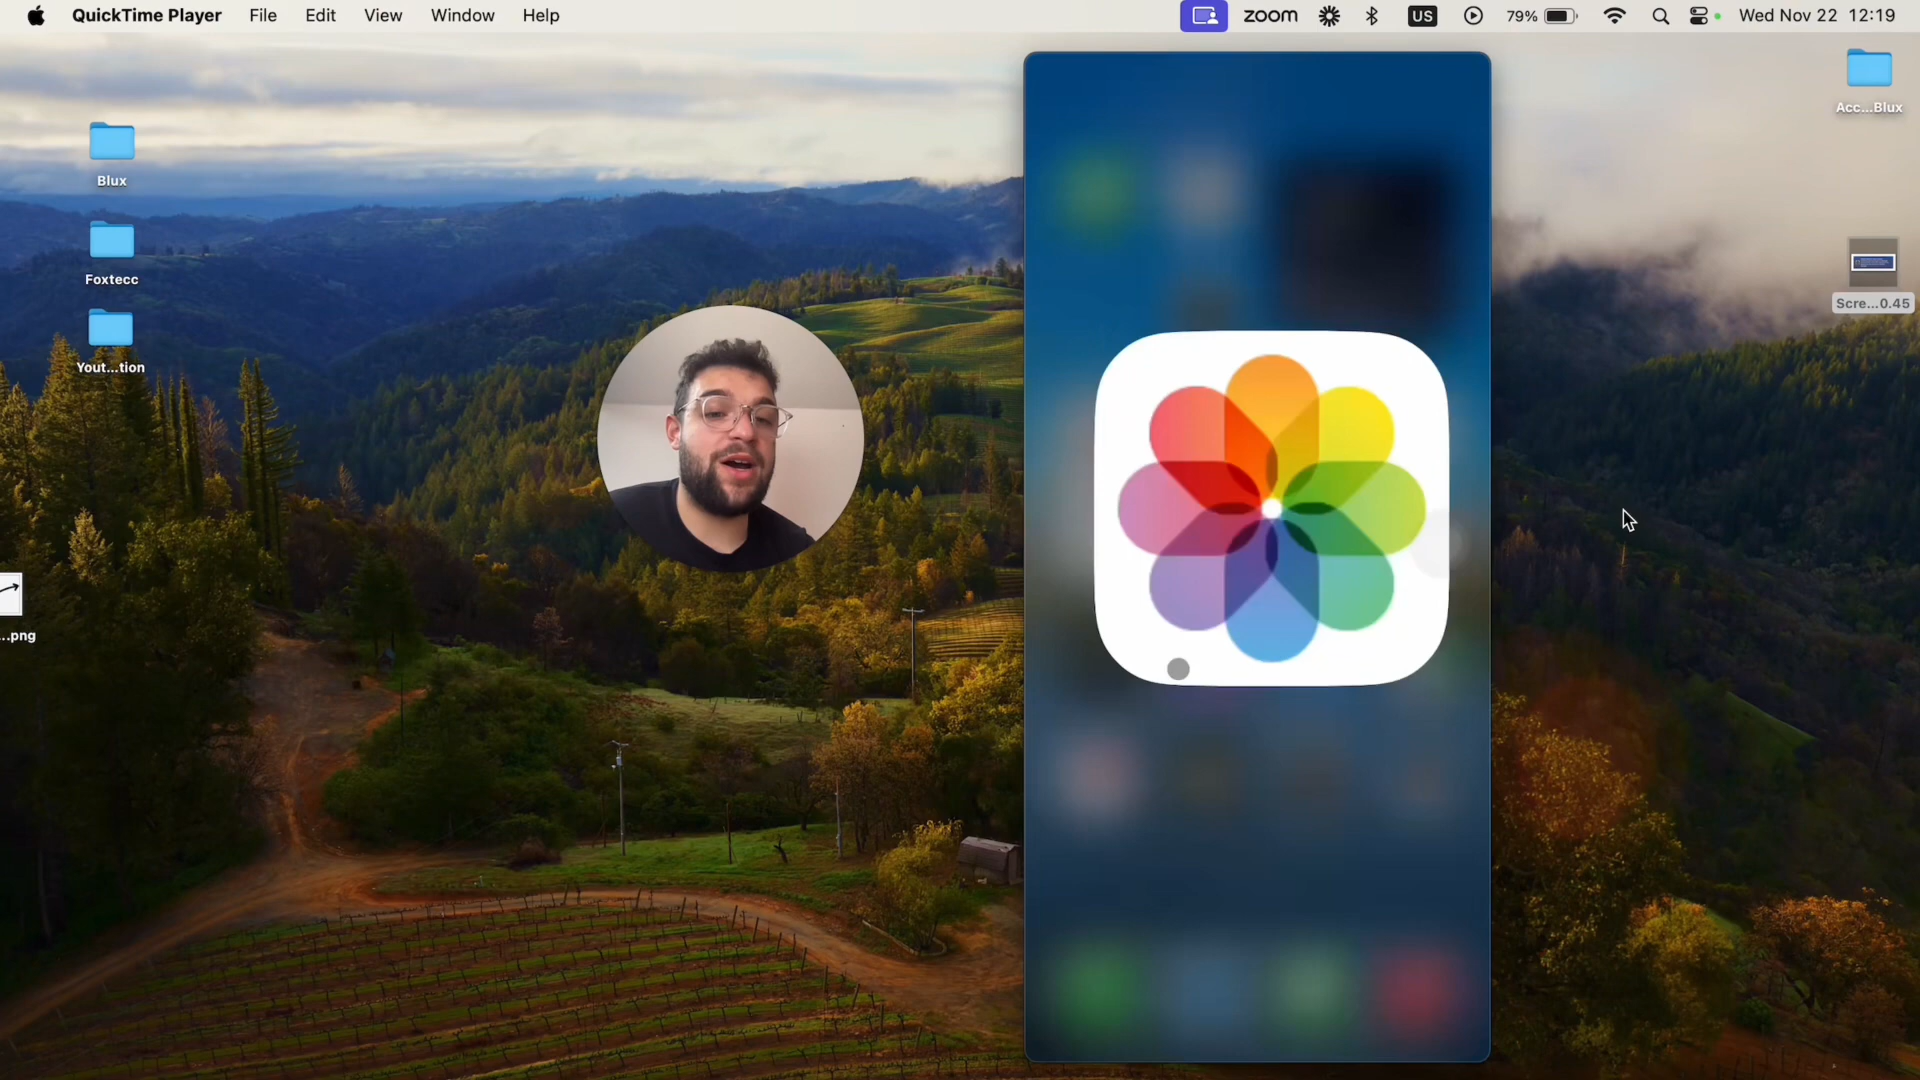 QuickTime Player File Edit View Window Help zoom US 79% Wed Nov 22 12:19
Blux
Foxtecc
Yout...tion
...png
Acc...Blux
Scre...0.45